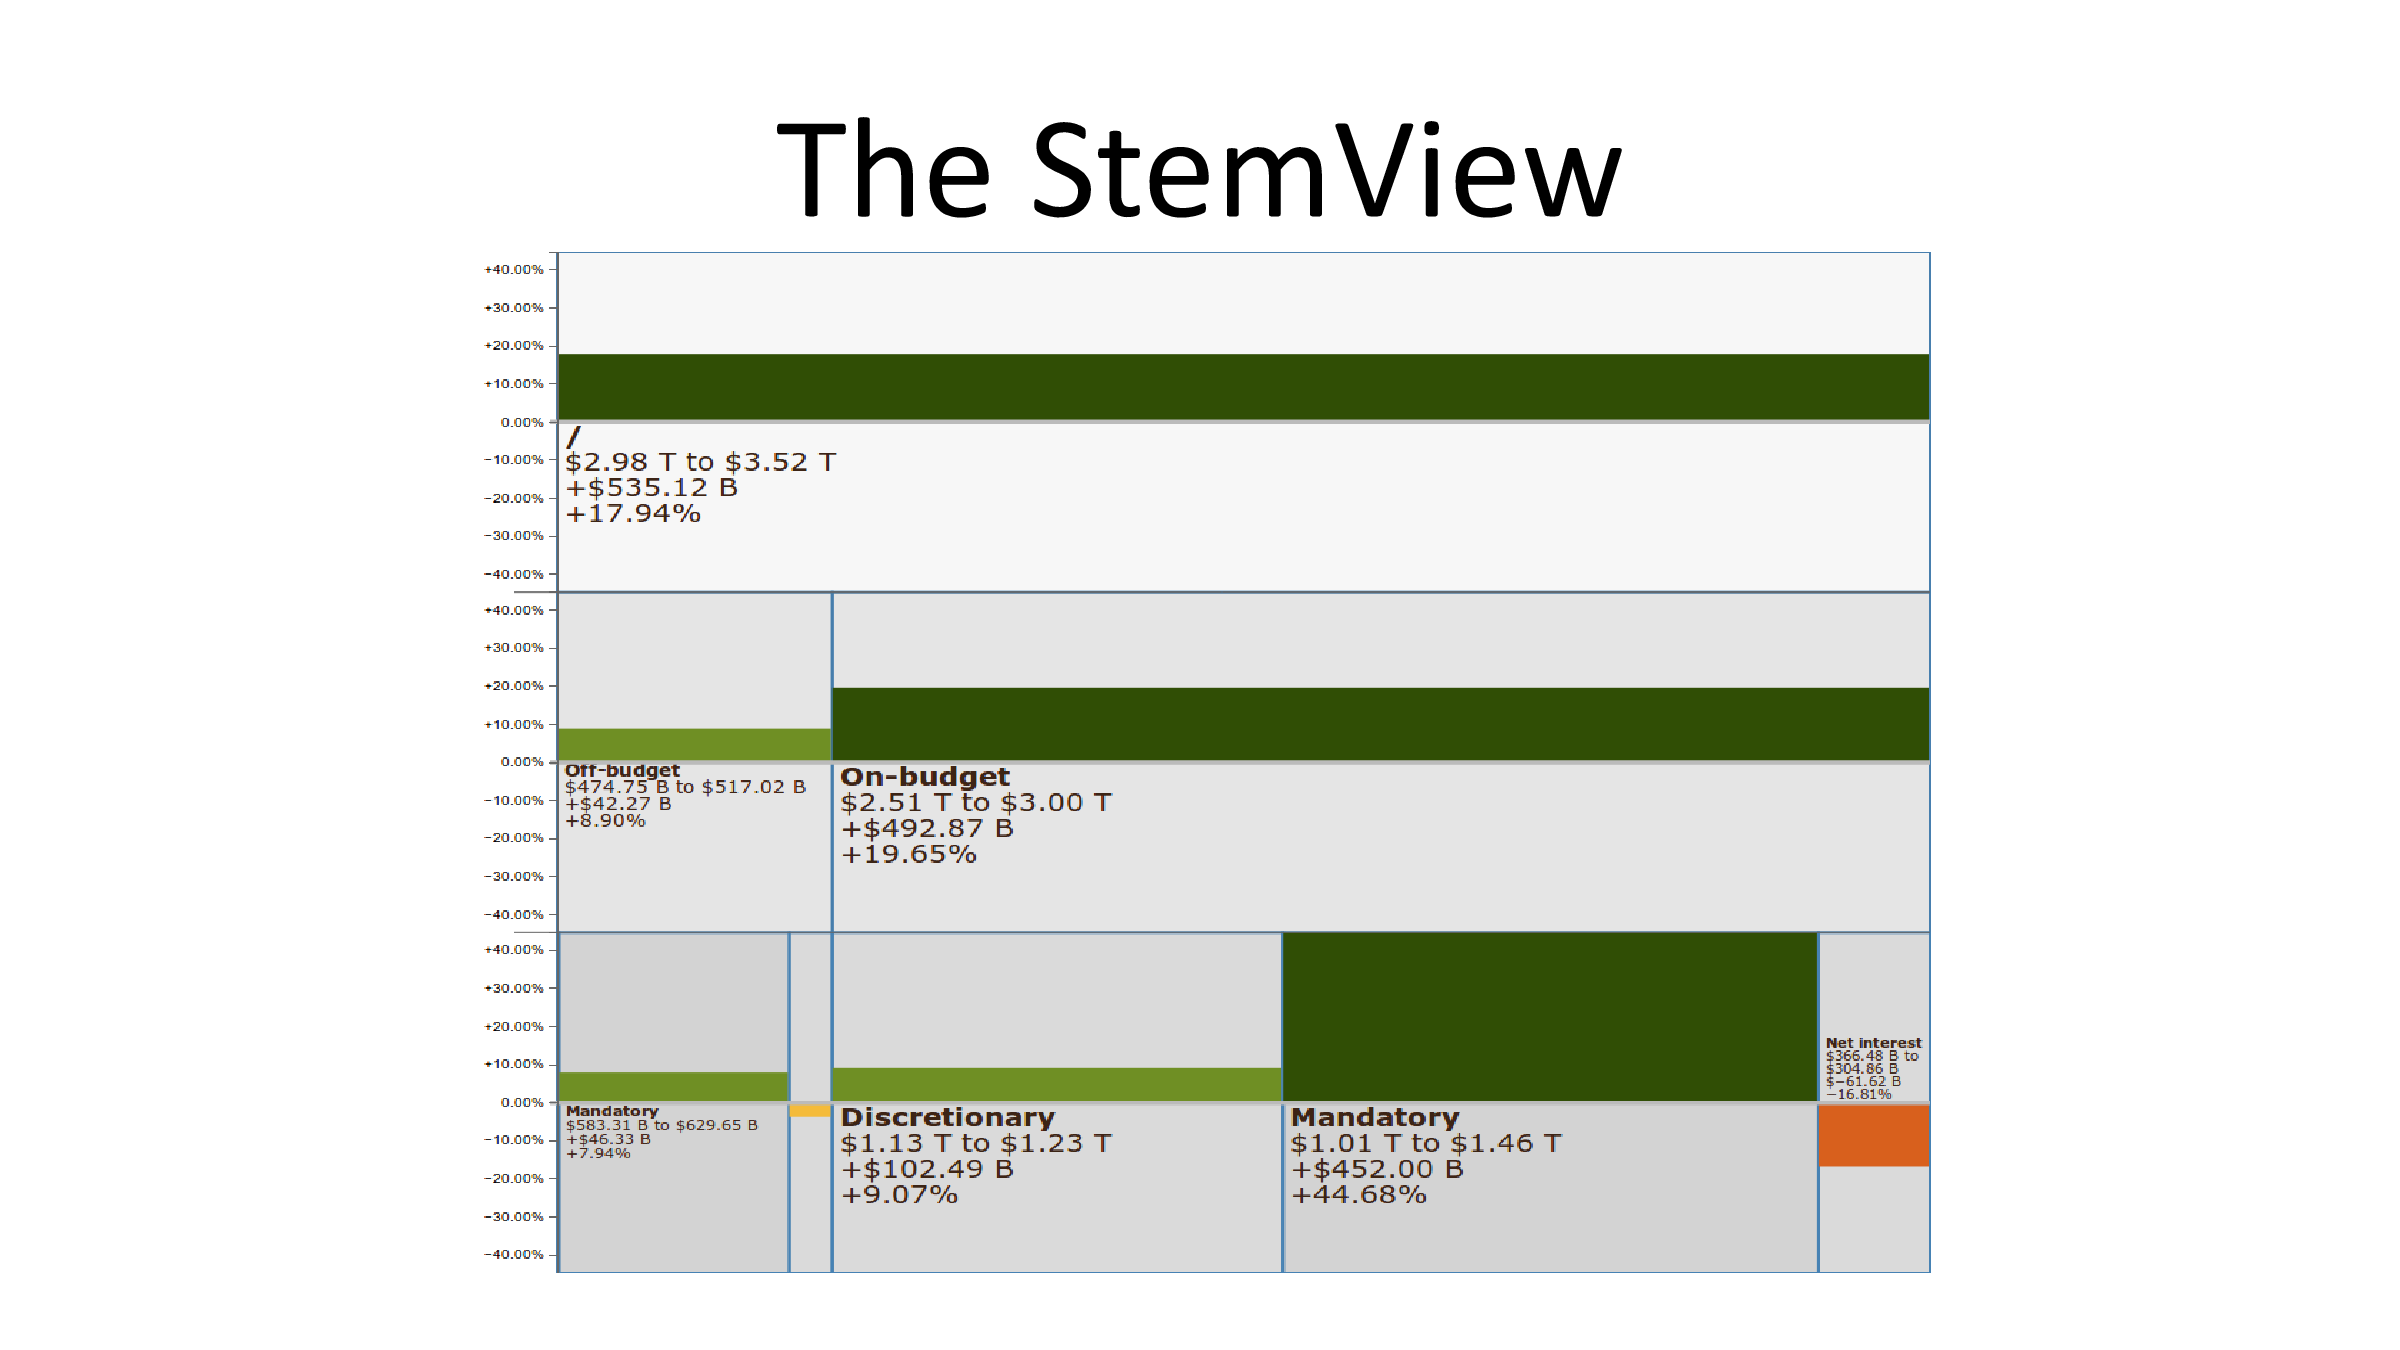 The StemView
+40.00%
+30.00%
+20.00%
+10.00%
0.00%
−10.00%
−20.00%
−30.00%
−40.00%
/
$2.98 T to $3.52 T
+$535.12 B
+17.94%
+40.00%
+30.00%
+20.00%
+10.00%
0.00%
−10.00%
−20.00%
−30.00%
−40.00%
Off-budget
$474.75 B to $517.02 B
+$42.27 B
+8.90%
On-budget
$2.51 T to $3.00 T
+$492.87 B
+19.65%
+40.00%
+30.00%
+20.00%
+10.00%
0.00%
−10.00%
−20.00%
−30.00%
−40.00%
Mandatory
$583.31 B to $629.65 B
+$46.33 B
+7.94%
Discretionary
$1.13 T to $1.23 T
+$102.49 B
+9.07%
Mandatory
$1.01 T to $1.46 T
+$452.00 B
+44.68%
Net interest
$366.48 B to
$304.86 B
$−61.62 B
−16.81%